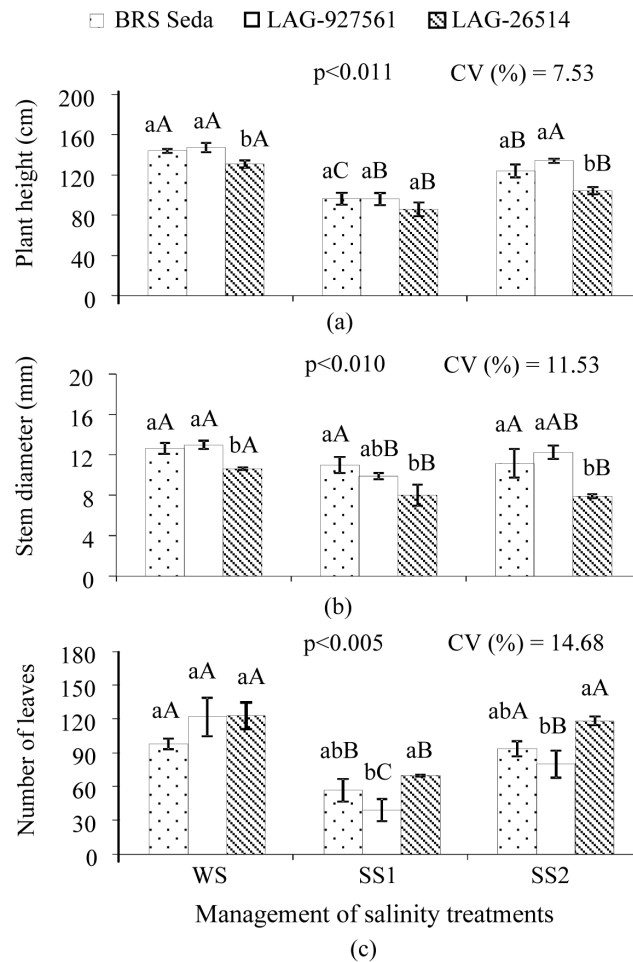 BRS Seda LAG-927561 LAG-26514
p<0.011 CV (%) = 7.53
Plant height (cm)
200
160
120
80
40
0
aA aA bA
aC aB aB
aB aA bB
(a)
p<0.010 CV (%) = 11.53
Stem diameter (mm)
20
16
12
8
4
0
aA aA bA
aA abB bB
aA aAB bB
(b)
p<0.005 CV (%) = 14.68
Number of leaves
180
150
120
90
60
30
0
aA aA aA
abB bC aB
abA bB aA
WS SS1 SS2
Management of salinity treatments
(c)